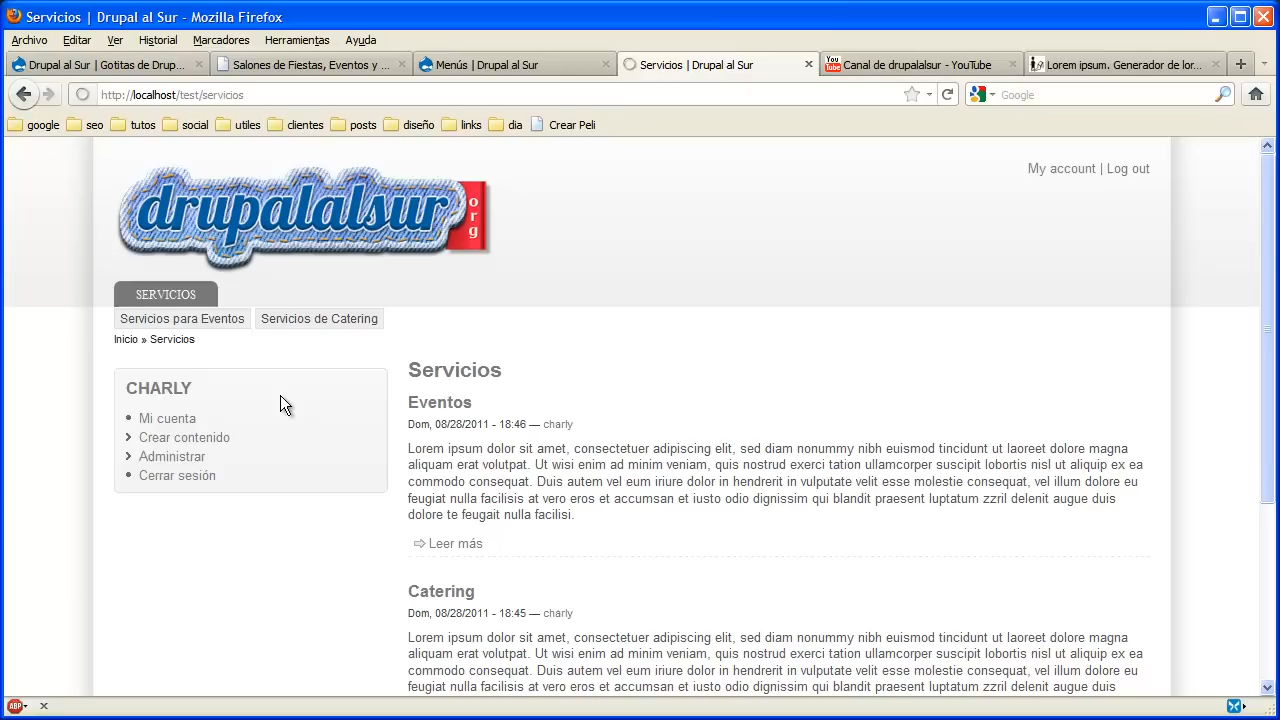 Servicios | Drupal al Sur - Mozilla Firefox
Archivo Editar Ver Historial Marcadores Herramientas Ayuda
Drupal al Sur | Gotitas de Drup... Salones de Fiestas, Eventos y ... Menús | Drupal al Sur Servicios | Drupal al Sur You Tube Canal de drupalalsur - YouTube Lorem ipsum. Generador de lor...
http://localhost/test/servicios Google
google seo tutos social utiles clientes posts diseño links dia Crear Peli
My account | Log out
drupalalsur org
SERVICIOS
Servicios para Eventos Servicios de Catering
Inicio » Servicios
CHARLY
Mi cuenta
Crear contenido
Administrar
Cerrar sesión
Servicios
Eventos
Dom, 08/28/2011 - 18:46 — charly
Lorem ipsum dolor sit amet, consectetuer adipiscing elit, sed diam nonummy nibh euismod tincidunt ut laoreet dolore magna
aliquam erat volutpat. Ut wisi enim ad minim veniam, quis nostrud exerci tation ullamcorper suscipit lobortis nisl ut aliquip ex ea
commodo consequat. Duis autem vel eum iriure dolor in hendrerit in vulputate velit esse molestie consequat, vel illum dolore eu
feugiat nulla facilisis at vero eros et accumsan et iusto odio dignissim qui blandit praesent luptatum zzril delenit augue duis
dolore te feugait nulla facilisi.
Leer más
Catering
Dom, 08/28/2011 - 18:45 — charly
Lorem ipsum dolor sit amet, consectetuer adipiscing elit, sed diam nonummy nibh euismod tincidunt ut laoreet dolore magna
aliquam erat volutpat. Ut wisi enim ad minim veniam, quis nostrud exerci tation ullamcorper suscipit lobortis nisl ut aliquip ex ea
commodo consequat. Duis autem vel eum iriure dolor in hendrerit in vulputate velit esse molestie consequat, vel illum dolore eu
feugiat nulla facilisis at vero eros et accumsan et iusto odio dignissim qui blandit praesent luptatum zzril delenit augue duis
ABP